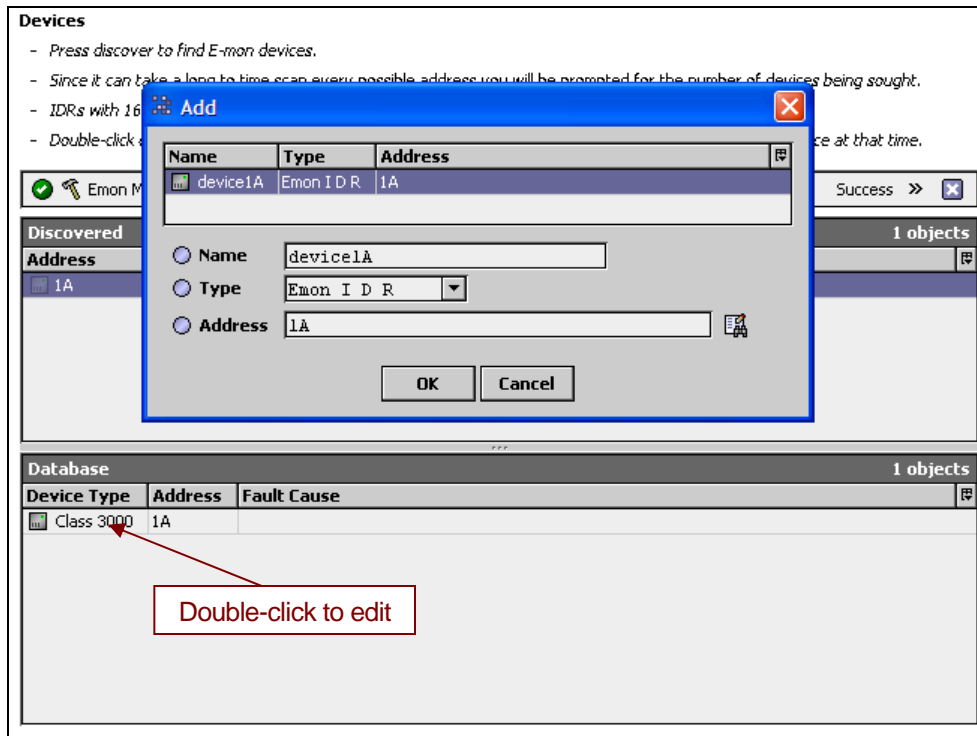 Devices
- Press discover to find E-mon devices.
- Since it can take a long to time scan every possible address you will be prompted for the number of devices being sought.
- IDRs with 16
- Double-click
ce at that time.
Add
Name Type Address
device1A Emon I D R 1A
Name device1A
Type Emon I D R
Address 1A
OK Cancel
Emon M
Success »
Discovered 1 objects
Address
1A
Database 1 objects
Device Type Address Fault Cause
Class 3000 1A
Double-click to edit